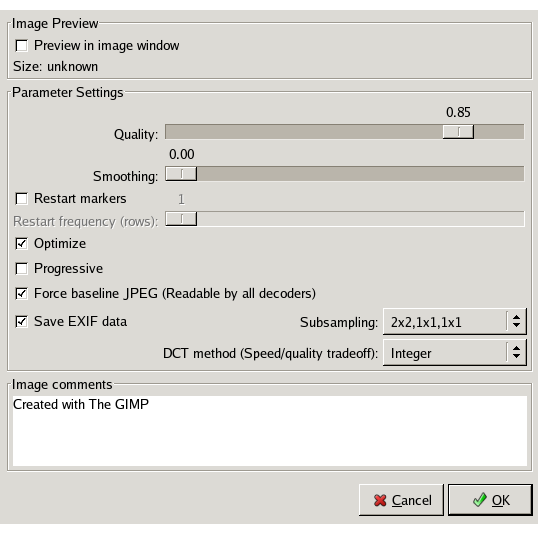 Image Preview
Preview in image window
Size: unknown
Parameter Settings
0.85
Quality:
0.00
Smoothing:
Restart markers
1
Restart frequency (rows):
Optimize
Progressive
Force baseline JPEG (Readable by all decoders)
Save EXIF data
Subsampling:
2x2,1x1,1x1
DCT method (Speed/quality tradeoff):
Integer
Image comments
Created with The GIMP
Cancel
OK